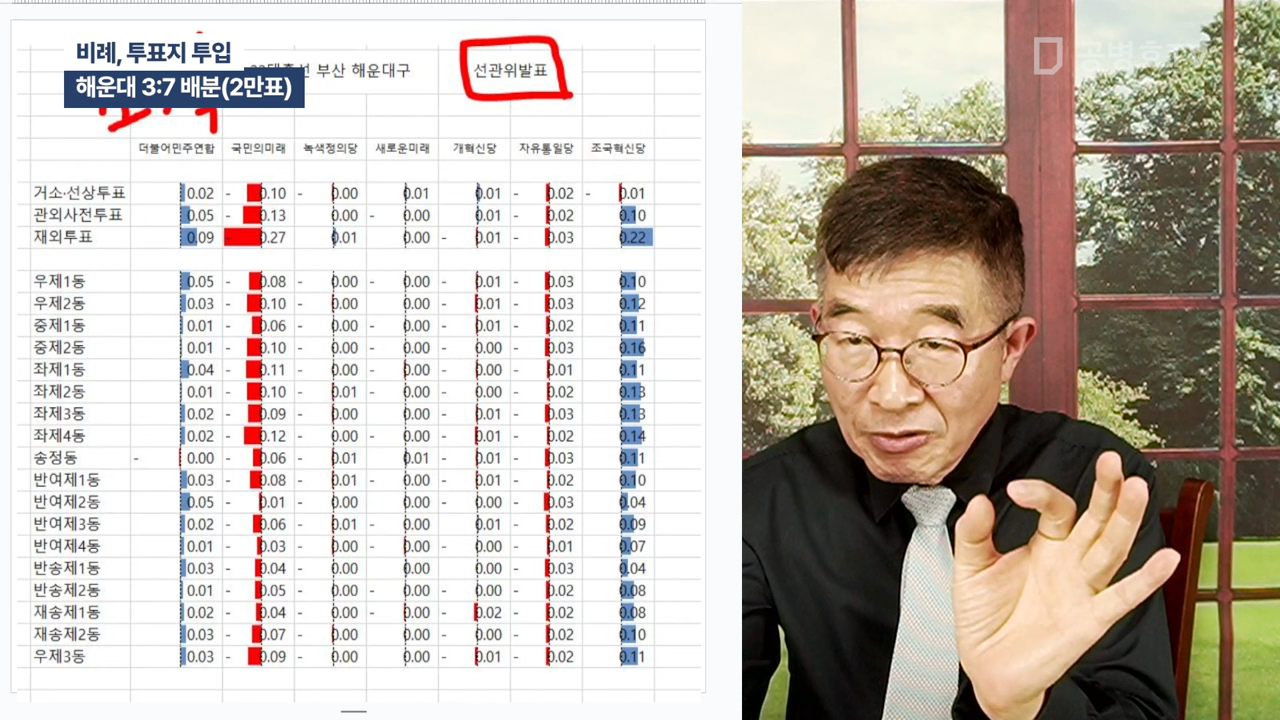 비례, 투표지 투입
해운대 3:7 배분(2만표)
부산 해운대구 선관위발표
공병호
더불어민주연합 국민의미래 녹색정의당 새로운미래 개혁신당 자유통일당 조국혁신당
거소·선상투표 0.02 - 0.10 - 0.00 0.01 0.01 - 0.02 - 0.01
관외사전투표 0.05 - 0.13 0.00 - 0.00 0.01 - 0.02 0.10
재외투표 0.09 - 0.27 0.01 0.00 - 0.01 - 0.03 0.22
우제1동 0.05 - 0.08 - 0.00 0.00 - 0.01 - 0.03 0.10
우제2동 0.03 - 0.10 - 0.00 0.00 - 0.01 - 0.03 0.12
중제1동 0.01 - 0.06 - 0.00 - 0.00 - 0.01 - 0.02 0.11
중제2동 0.01 - 0.10 - 0.00 - 0.00 - 0.00 - 0.03 0.16
좌제1동 0.04 - 0.11 - 0.00 - 0.00 - 0.00 - 0.01 0.11
좌제2동 0.01 - 0.10 - 0.01 - 0.00 - 0.00 - 0.02 0.13
좌제3동 0.02 - 0.09 - 0.00 0.00 - 0.01 - 0.03 0.13
좌제4동 0.02 - 0.12 - 0.00 - 0.00 - 0.01 - 0.02 0.14
송정동 - 0.00 - 0.06 - 0.01 - 0.01 - 0.01 - 0.03 0.11
반여제1동 0.03 - 0.08 - 0.01 - 0.00 - 0.01 - 0.02 0.10
반여제2동 0.05 - 0.01 - 0.00 - 0.00 - 0.00 - 0.03 0.04
반여제3동 0.02 - 0.06 - 0.01 - 0.00 - 0.01 - 0.02 0.09
반여제4동 0.01 - 0.03 - 0.00 - 0.00 - 0.00 - 0.01 0.07
반송제1동 0.03 - 0.04 - 0.00 - 0.00 - 0.01 - 0.03 0.04
반송제2동 0.01 - 0.05 - 0.00 0.00 - 0.00 - 0.02 0.08
재송제1동 0.02 - 0.04 - 0.00 - 0.00 - 0.02 - 0.02 0.08
재송제2동 0.03 - 0.07 - 0.00 0.00 - 0.00 - 0.02 0.10
우제3동 0.03 - 0.09 - 0.00 - 0.00 - 0.01 - 0.02 0.11